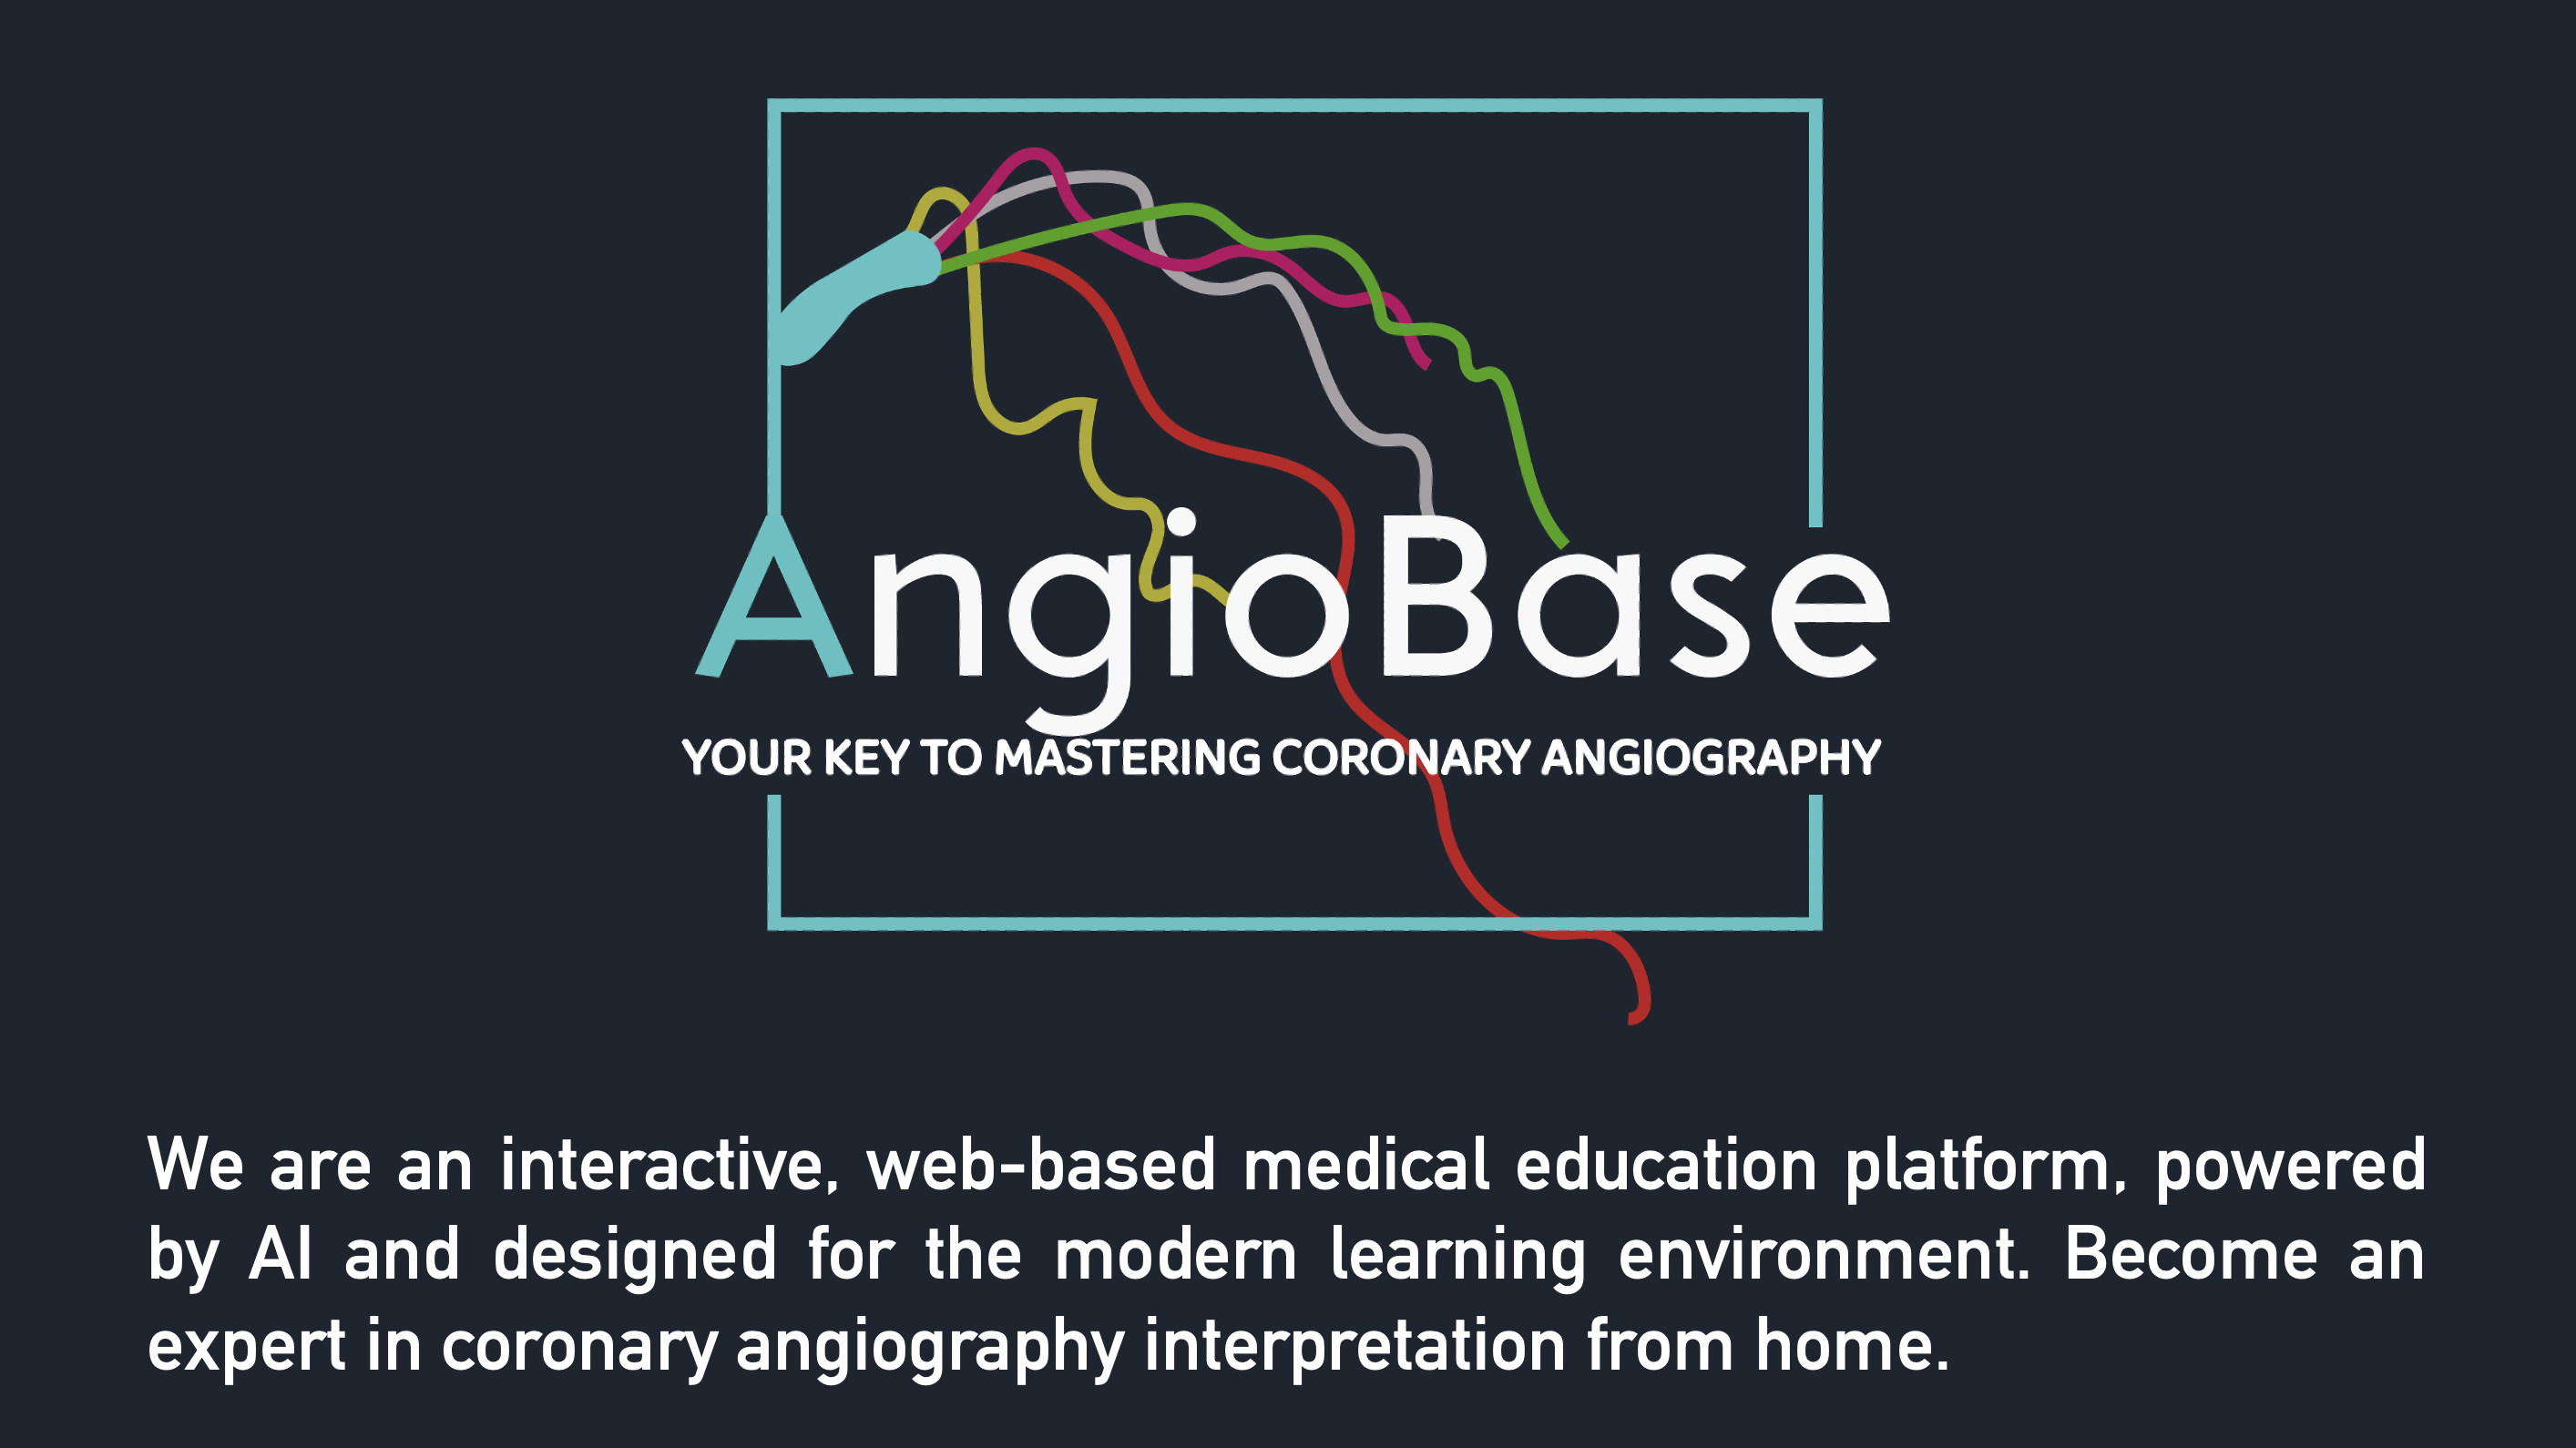 AngioBase
YOUR KEY TO MASTERING CORONARY ANGIOGRAPHY
We are an interactive, web-based medical education platform, powered
by AI and designed for the modern learning environment. Become an
expert in coronary angiography interpretation from home.